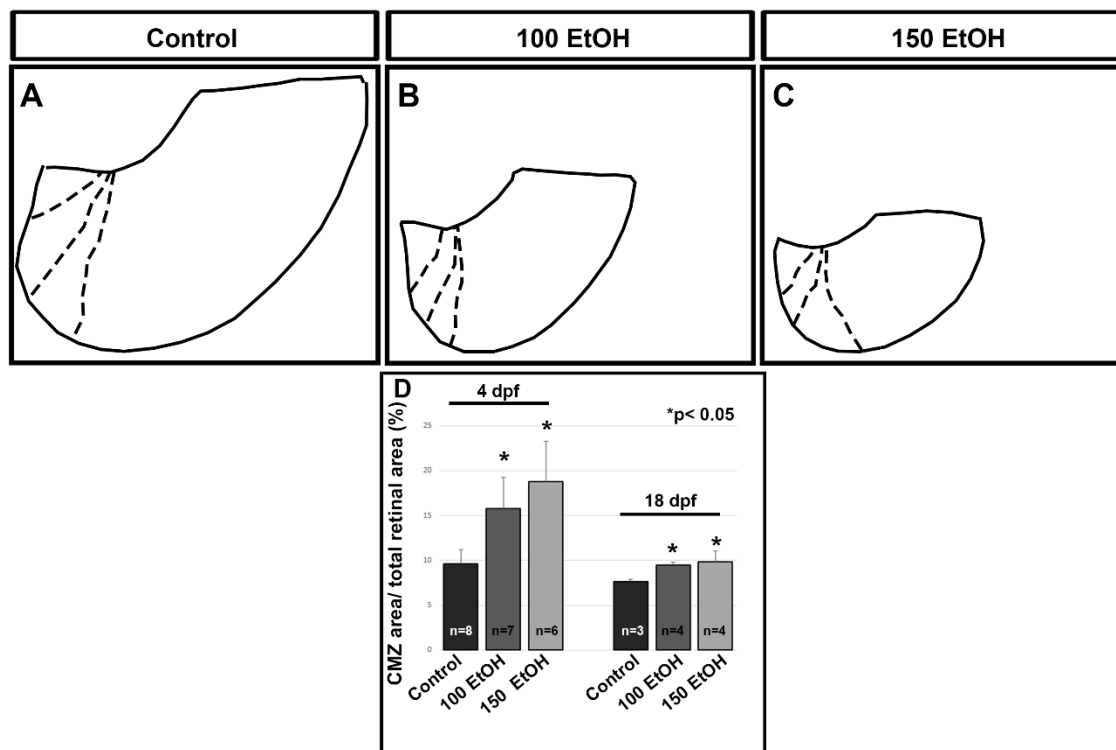 Control
100 EtOH
150 EtOH
A
B
C
D
4 dpf
*p< 0.05
CMZ area/ total retinal area (%)
25
20
15
10
5
0
*
*
18 dpf
*
*
n=8
n=7
n=6
n=3
n=4
n=4
Control
100 EtOH
150 EtOH
Control
100 EtOH
150 EtOH